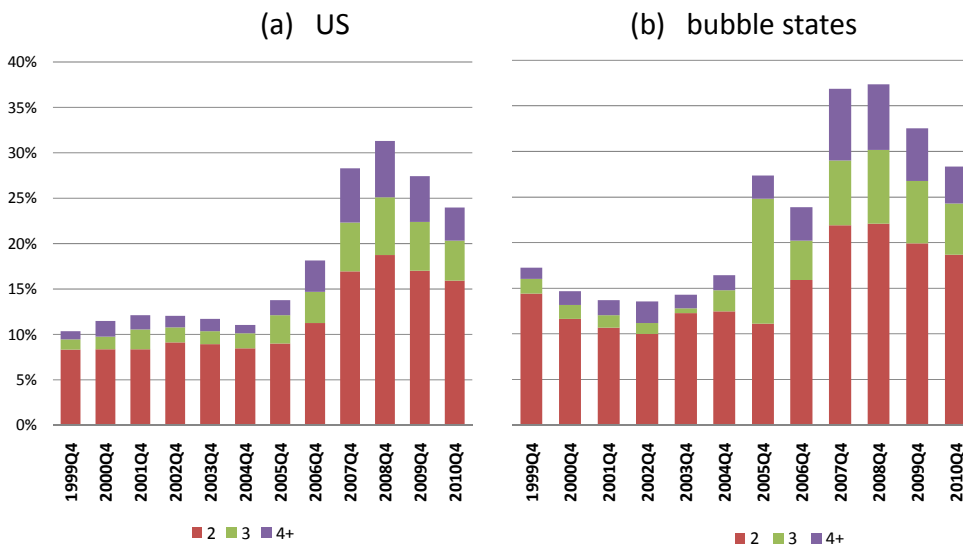 (a) US
(b) bubble states
40%
35%
30%
25%
20%
15%
10%
5%
0%
1999Q4
2000Q4
2001Q4
2002Q4
2003Q4
2004Q4
2005Q4
2006Q4
2007Q4
2008Q4
2009Q4
2010Q4
1999Q4
2000Q4
2001Q4
2002Q4
2003Q4
2004Q4
2005Q4
2006Q4
2007Q4
2008Q4
2009Q4
2010Q4
2 3 4+
2 3 4+